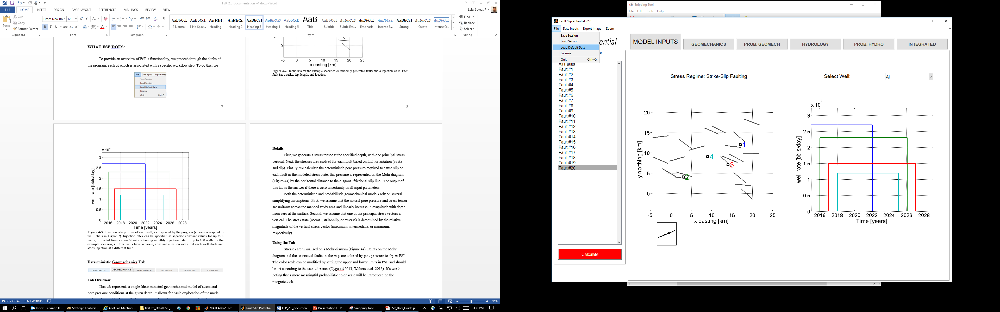 FSP_2.0_documentation_v1.docx - Word
Lele, Suvrat P
FILE HOME INSERT DESIGN PAGE LAYOUT REFERENCES MAILINGS REVIEW VIEW
Paste
Cut
Copy
Format Painter
Clipboard
Times New Ro 12
Font
Paragraph
AaBbCcI AaBbCcI AaBbC AaBbCc AaBbCcI AaBbCcD AaBbCcD AaB AaBbCcI AaBbCcD AaBbCcD AaBbCcD AaBbCcI AaBbCcD AaBbCcD
¶ Normal ¶ No Spac... Heading 1 Heading 2 Heading 3 Heading 4 Heading 5 Title Subtitle Subtle Em... Emphasis Intense E... Strong Quote Intense Q...
Styles
Find
Replace
Select
Editing
WHAT FSP DOES:
To provide an overview of FSP's functionality, we proceed through the 6 tabs of
the program, each of which is associated with a specific workflow step. To do this, we
File Data Inputs Export Imag
Save Session
Load Session
Load Default Data
License
Quit Ctrl+Q
7
0
-5 0 5 10 15 20 25
x easting [km]
Figure 4-2. Input data for the example scenario: 20 randomly generated faults and 4 injection wells. Each
fault has a strike, dip, length, and location.
8
x 10^4
3
2.5
2
1.5
1
0.5
0
well rate [bbls/day]
2016 2018 2020 2022 2024 2026 2028
Time [years]
Figure 4-3. Injection rate profiles of each well, as displayed by the program (colors correspond to
well labels in Figure 2). Injection rates can be specified as separate constant values for up to 8
wells, or loaded from a spreadsheet containing monthly injection data for up to 100 wells. In the
example scenario, all four wells have separate, constant injection rates, but each well starts and
stops injection at a different time.
Deterministic Geomechanics Tab
MODEL INPUTS GEOMECHANICS PROB. GEOMECH HYDROLOGY PROB. HYDRO INTEGRATED
Tab Overview
This tab represents a single (deterministic) geomechanical model of stress and
pore pressure conditions at the given depth. It allows for basic exploration of the model
Details
First, we generate a stress tensor at the specified depth, with one principal stress
vertical. Next, the stresses are resolved for each fault based on fault orientation (strike
and dip). Finally, we calculate the deterministic pore pressure required to cause slip on
each fault in the modeled stress state; this pressure is represented on the Mohr diagram
(Figure 4a) by the horizontal distance to the diagonal frictional slip line. The output of
this tab is the answer if there is zero uncertainty in all input parameters.
Both the deterministic and probabilistic geomechanical models rely on several
simplifying assumptions. First, we assume that the natural pore pressure and stress tensor
are uniform across the mapped study area and linearly increase in magnitude with depth
from zero at the surface. Second, we assume that one of the principal stress vectors is
vertical. The stress state (normal, strike-slip, or reverse) is determined by the relative
magnitude of the vertical stress vector (maximum, intermediate, or minimum,
respectively).
Using the Tab
Stresses are visualized on a Mohr diagram (Figure 4a). Points on the Mohr
diagram and the associated faults on the map are colored by pore pressure to slip in PSI.
The color scale can be modified by setting the upper and lower limits in PSI, and should
be set according to the user tolerance (Nygaard 2013, Walters et al. 2015). It's worth
noting that a more meaningful probabilistic color scale will be introduced on the
integrated tab.
PAGE 7 OF 46 8371 WORDS
91%
Inbox - suvrat.p.le... Strategic Enablers ... AGU Fall Meeting ... U:\Org_Data\DST_... MATLAB R2012b Fault Slip Potentia... FSP_2.0_documen... Presentation1 - P... Snipping Tool FSP_User_Guide.p... 2:39 PM
Snipping Tool
File Edit Tools Help
Fault Slip Potential v2.0
File Data Inputs Export Image Zoom
Save Session
Load Session
Load Default Data
License
Quit Ctrl+Q
ential
or:
MODEL INPUTS GEOMECHANICS PROB. GEOMECH HYDROLOGY PROB. HYDRO INTEGRATED
All Faults
Fault #1
Fault #2
Fault #3
Fault #4
Fault #5
Fault #6
Fault #7
Fault #8
Fault #9
Fault #10
Fault #11
Fault #12
Fault #13
Fault #14
Fault #15
Fault #16
Fault #17
Fault #18
Fault #19
Fault #20
Calculate
Stress Regime: Strike-Slip Faulting
Select Well:
All
20
15
10
5
0
y northing [km]
1
4
3
2
-5 0 5 10 15 20 25
x easting [km]
x 10^4
3
2.5
2
1.5
1
0.5
0
well rate [bbls/day]
2016 2018 2020 2022 2024 2026 2028
Time [years]